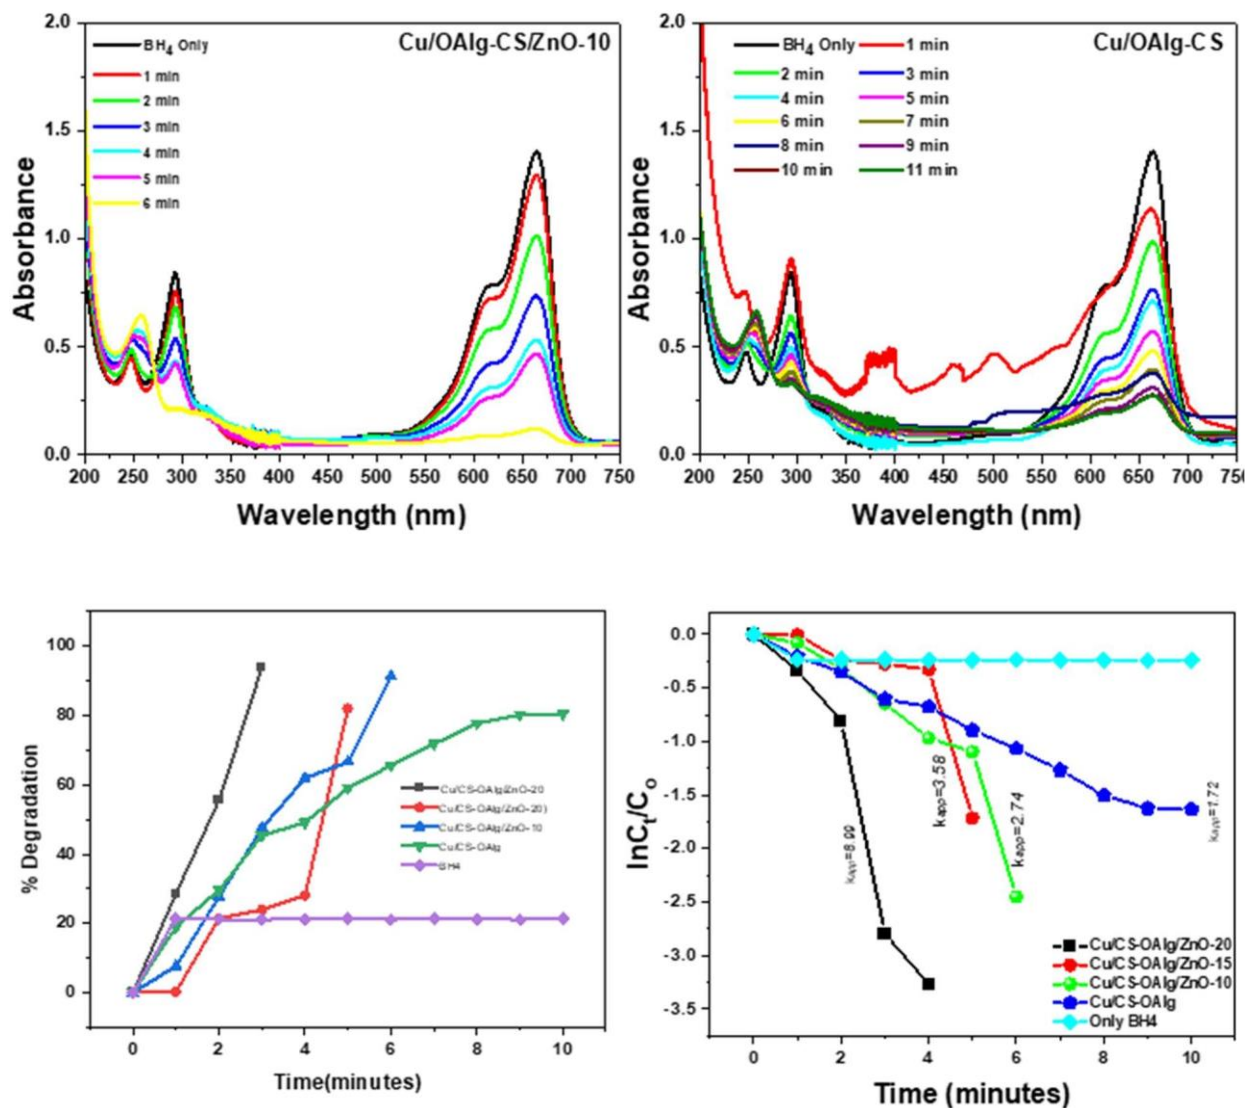 Cu/OAlg-CS/ZnO-10
BH4 Only
1 min
2 min
3 min
4 min
5 min
6 min
2.0
1.5
1.0
0.5
0.0
Absorbance
200 250 300 350 400 450 500 550 600 650 700 750
Wavelength (nm)
Cu/OAlg-CS
BH4 Only 1 min
2 min 3 min
4 min 5 min
6 min 7 min
8 min 9 min
10 min 11 min
2.0
1.5
1.0
0.5
0.0
Absorbance
200 250 300 350 400 450 500 550 600 650 700 750
Wavelength (nm)
100
80
60
40
20
0
% Degradation
Cu/CS-OAlg/ZnO-20
Cu/CS-OAlg/ZnO-20)
Cu/CS-OAlg/ZnO-10
Cu/CS-OAlg
BH4
0 2 4 6 8 10
Time(minutes)
0.0
-0.5
-1.0
-1.5
-2.0
-2.5
-3.0
-3.5
lnCt/Co
kapp=8.99
kapp=3.58
kapp=2.74
kapp=1.72
Cu/CS-OAlg/ZnO-20
Cu/CS-OAlg/ZnO-15
Cu/CS-OAlg/ZnO-10
Cu/CS-OAlg
Only BH4
0 2 4 6 8 10
Time (minutes)